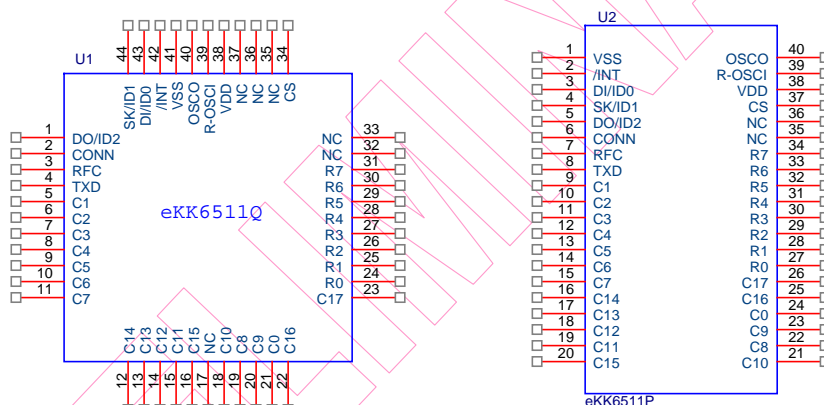 U1
44 43 42 41 40 39 38 37 36 35 34
SK/ID1 DI/ID0 /INT VSS OSCO R-OSCI VDD NC NC NC CS
1 DO/ID2
2 CONN
3 RFC
4 TXD
5 C1
6 C2
7 C3
8 C4
9 C5
10 C6
11 C7
eKK6511Q
NC 33
NC 32
R7 31
R6 30
R5 29
R4 28
R3 27
R2 26
R1 25
R0 24
C17 23
C14 C13 C12 C11 C15 NC C10 C8 C9 C0 C16
12 13 14 15 16 17 18 19 20 21 22
U2
1 VSS OSCO 40
2 /INT R-OSCI 39
3 DI/ID0 VDD 38
4 SK/ID1 CS 37
5 DO/ID2 NC 36
6 CONN NC 35
7 RFC R7 34
8 TXD R6 33
9 C1 R5 32
10 C2 R4 31
11 C3 R3 30
12 C4 R2 29
13 C5 R1 28
14 C6 R0 27
15 C7 C17 26
16 C14 C16 25
17 C13 C0 24
18 C12 C9 23
19 C11 C8 22
20 C15 C10 21
eKK6511P